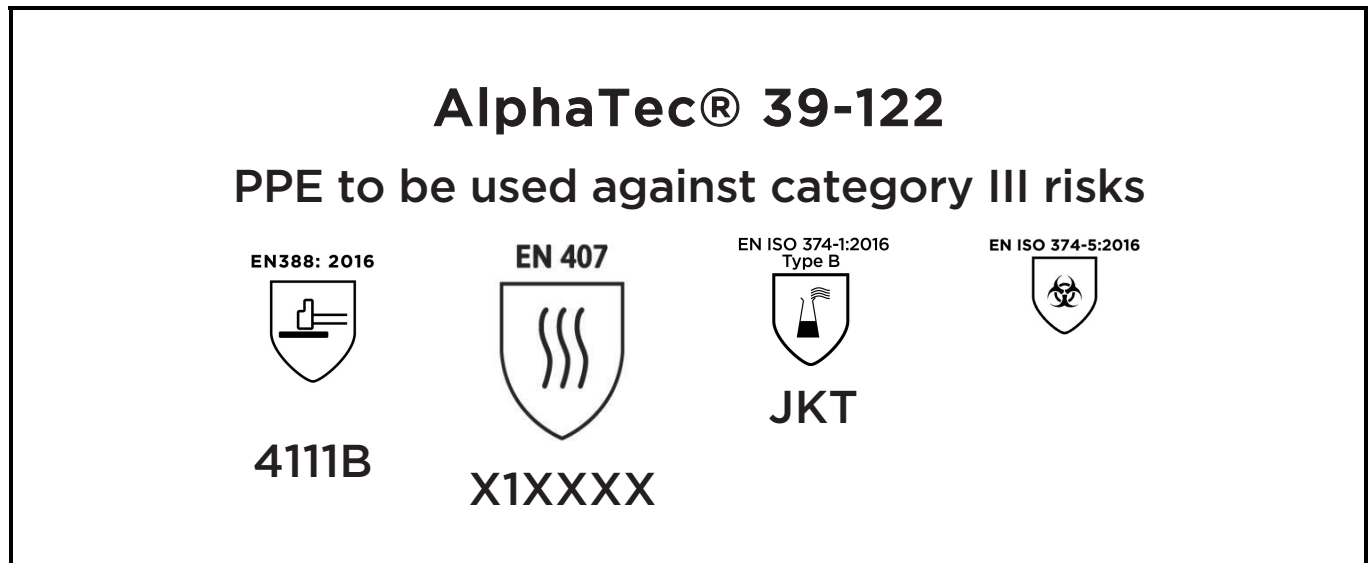 AlphaTec® 39-122
PPE to be used against category III risks
EN388: 2016
4111B
EN 407
X1XXXX
EN ISO 374-1:2016
Type B
JKT
EN ISO 374-5:2016